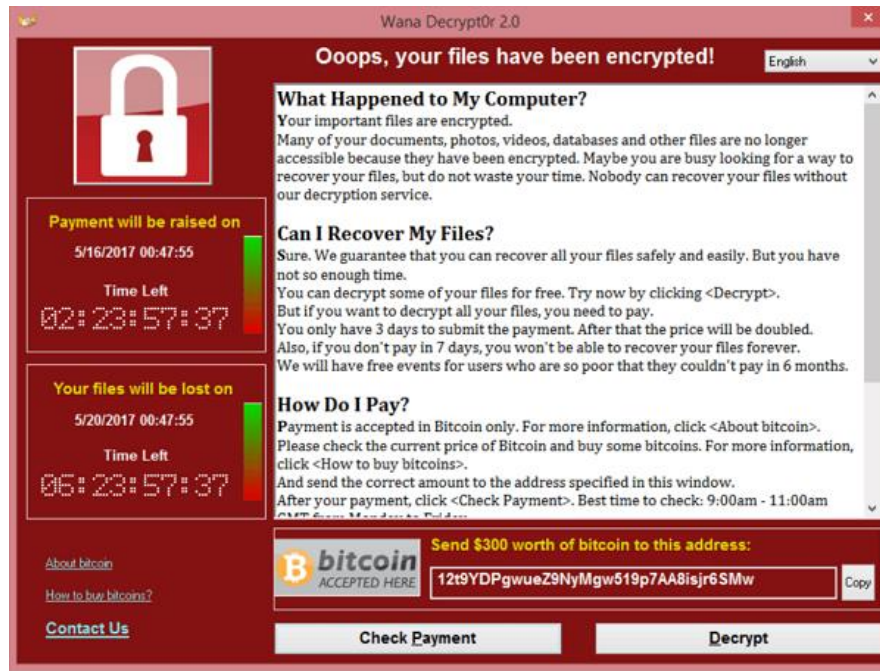 Wana Decrypt0r 2.0
Ooops, your files have been encrypted!
English
What Happened to My Computer?
Your important files are encrypted.
Many of your documents, photos, videos, databases and other files are no longer
accessible because they have been encrypted. Maybe you are busy looking for a way to
recover your files, but do not waste your time. Nobody can recover your files without
our decryption service.
Can I Recover My Files?
Sure. We guarantee that you can recover all your files safely and easily. But you have
not so enough time.
You can decrypt some of your files for free. Try now by clicking <Decrypt>.
But if you want to decrypt all your files, you need to pay.
You only have 3 days to submit the payment. After that the price will be doubled.
Also, if you don't pay in 7 days, you won't be able to recover your files forever.
We will have free events for users who are so poor that they couldn't pay in 6 months.
How Do I Pay?
Payment is accepted in Bitcoin only. For more information, click <About bitcoin>.
Please check the current price of Bitcoin and buy some bitcoins. For more information,
click <How to buy bitcoins>.
And send the correct amount to the address specified in this window.
After your payment, click <Check Payment>. Best time to check: 9:00am - 11:00am
GMT from Monday to Friday
Payment will be raised on
5/16/2017 00:47:55
Time Left
02:23:57:37
Your files will be lost on
5/20/2017 00:47:55
Time Left
06:23:57:37
About bitcoin
How to buy bitcoins?
Contact Us
bitcoin
ACCEPTED HERE
Send $300 worth of bitcoin to this address:
12t9YDPgwueZ9NyMgw519p7AA8isjr6SMw
Copy
Check Payment
Decrypt